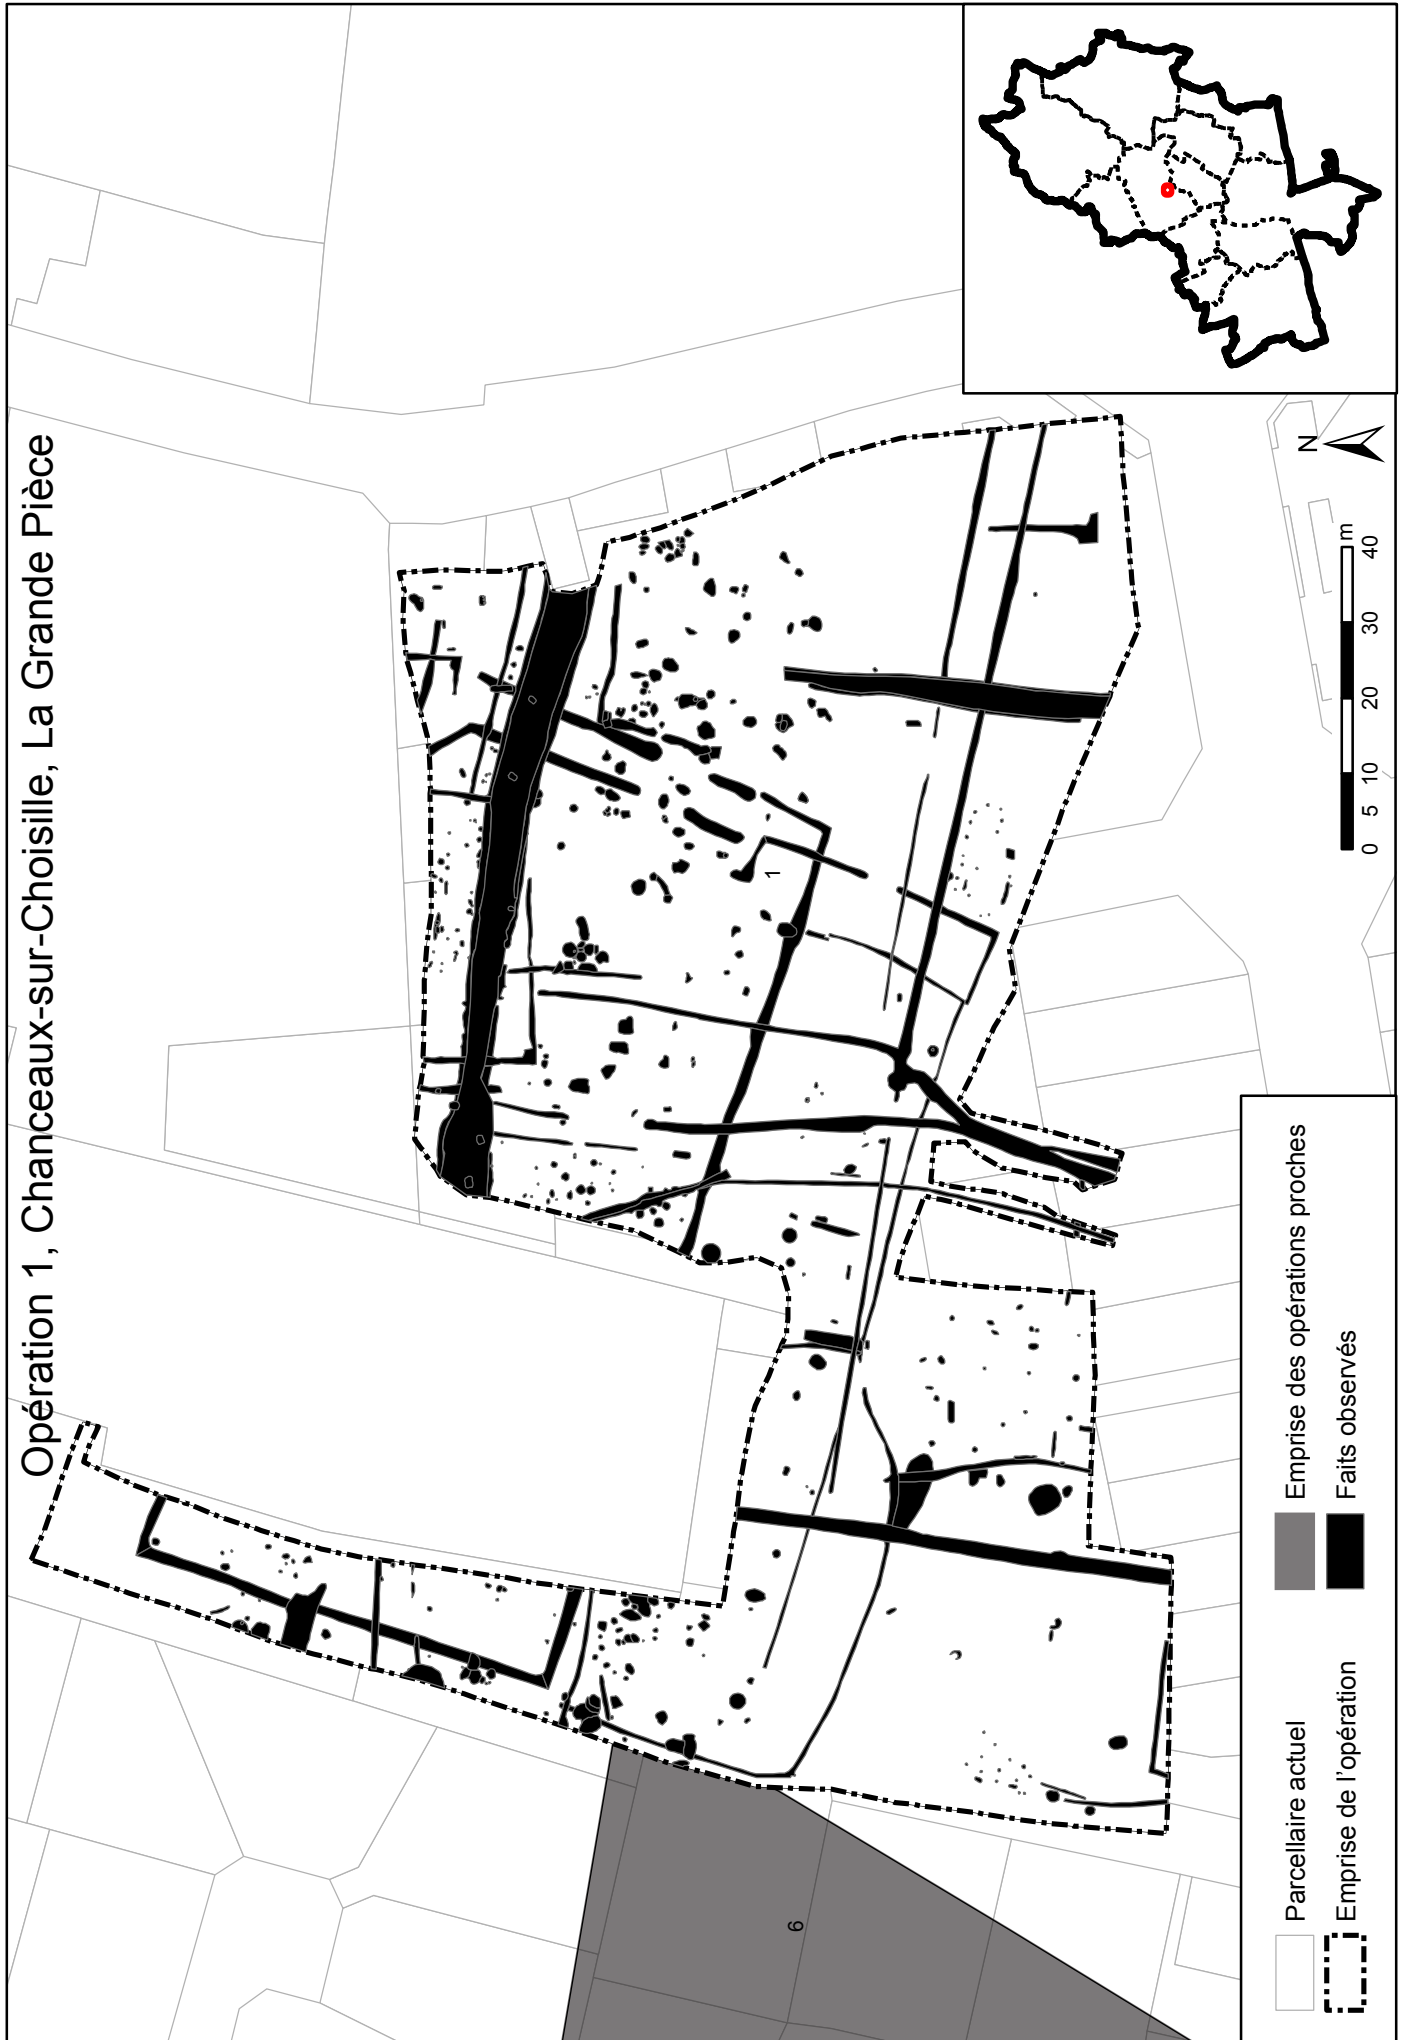 Opération 1, Chanceaux-sur-Choisille, La Grande Pièce
1
6
N
0 5 10 20 30 40
m
Parcellaire actuel
Emprise de l'opération
Emprise des opérations proches
Faits observés